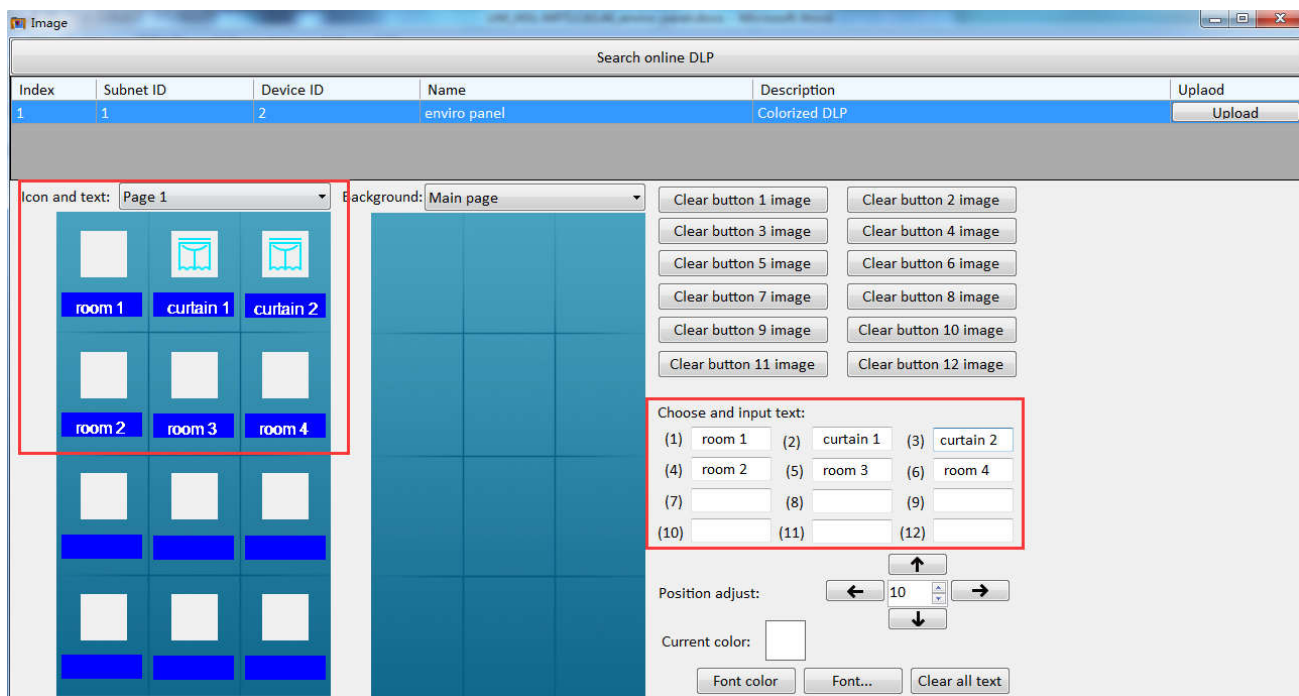 Image
Search online DLP
Index Subnet ID Device ID Name Description Uplaod
1 1 2 enviro panel Colorized DLP Upload
Icon and text: Page 1 Background: Main page
Clear button 1 image Clear button 2 image
Clear button 3 image Clear button 4 image
Clear button 5 image Clear button 6 image
Clear button 7 image Clear button 8 image
Clear button 9 image Clear button 10 image
Clear button 11 image Clear button 12 image
room 1 curtain 1 curtain 2
room 2 room 3 room 4
Choose and input text:
(1) room 1 (2) curtain 1 (3) curtain 2
(4) room 2 (5) room 3 (6) room 4
(7) (8) (9)
(10) (11) (12)
Position adjust: 10
Current color:
Font color Font... Clear all text